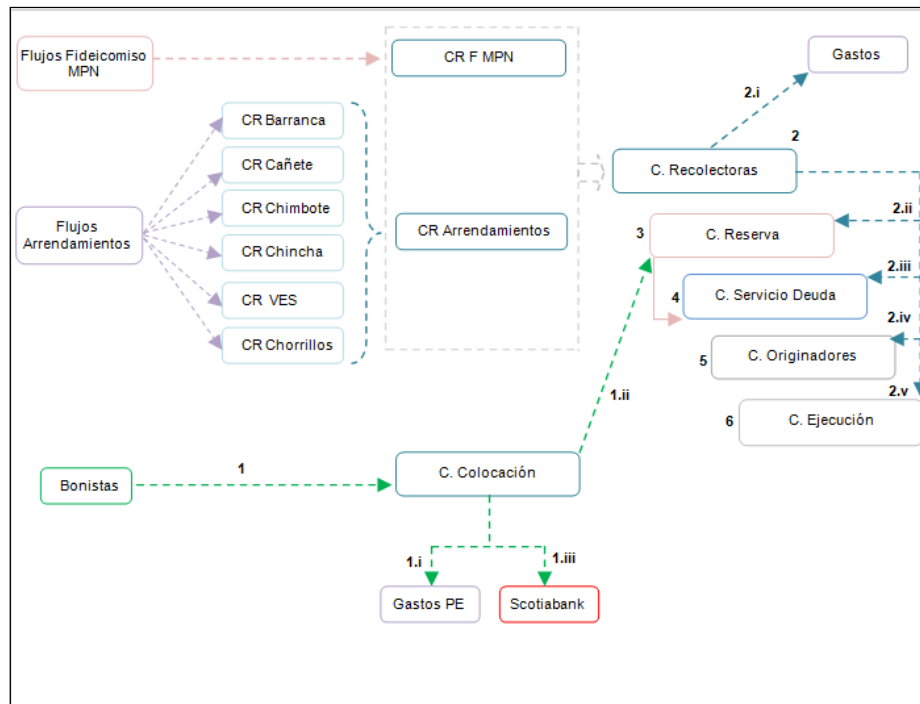 Flujos Fideicomiso
MPN
CR F MPN
Gastos
2.i
CR Barranca
2
CR Cañete
C. Recolectoras
CR Chimbote
2.ii
Flujos
Arrendamientos
CR Arrendamientos
3
C. Reserva
CR Chincha
2.iii
CR VES
4
C. Servicio Deuda
2.iv
CR Chorrillos
5
C. Originadores
2.v
1.ii
6
C. Ejecución
1
C. Colocación
Bonistas
1.i
1.iii
Gastos PE
Scotiabank